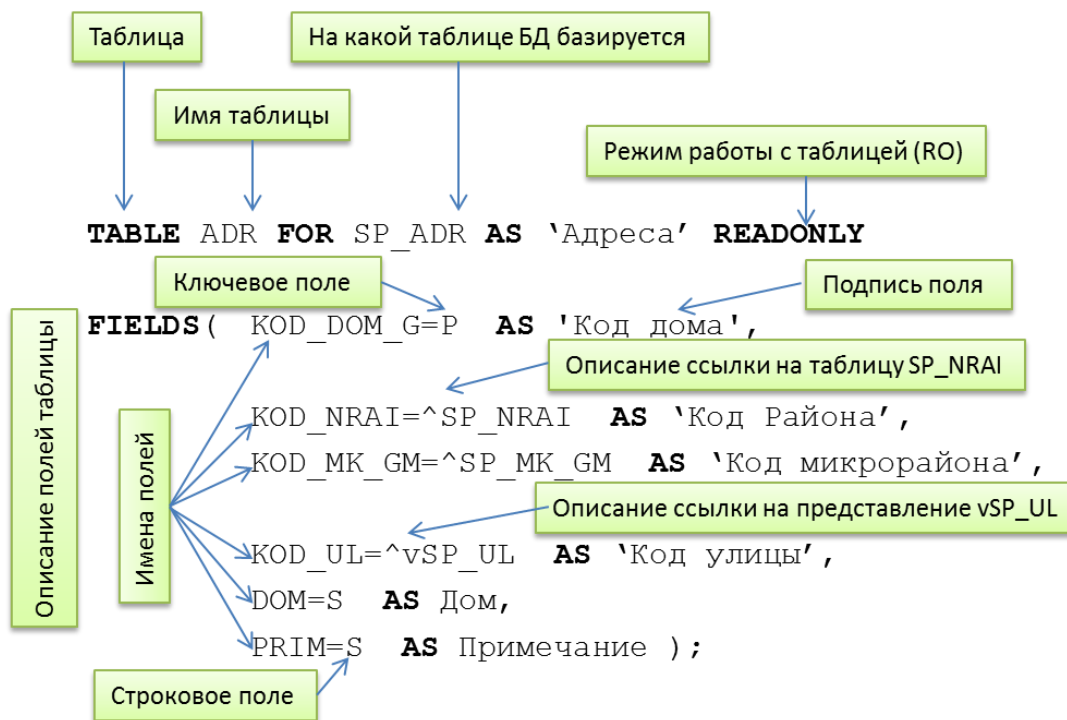 Таблица
На какой таблице БД базируется
Имя таблицы
Режим работы с таблицей (RO)
TABLE ADR FOR SP_ADR AS ‘Адреса’ READONLY
Ключевое поле
Подпись поля
Описание полей таблицы
FIELDS( KOD_DOM_G=P AS 'Код дома',
Описание ссылки на таблицу SP_NRAI
Имена полей
KOD_NRAI=^SP_NRAI AS ‘Код Района’,
KOD_MK_GM=^SP_MK_GM AS ‘Код микрорайона’,
Описание ссылки на представление vSP_UL
KOD_UL=^vSP_UL AS ‘Код улицы’,
DOM=S AS Дом,
PRIM=S AS Примечание );
Строковое поле